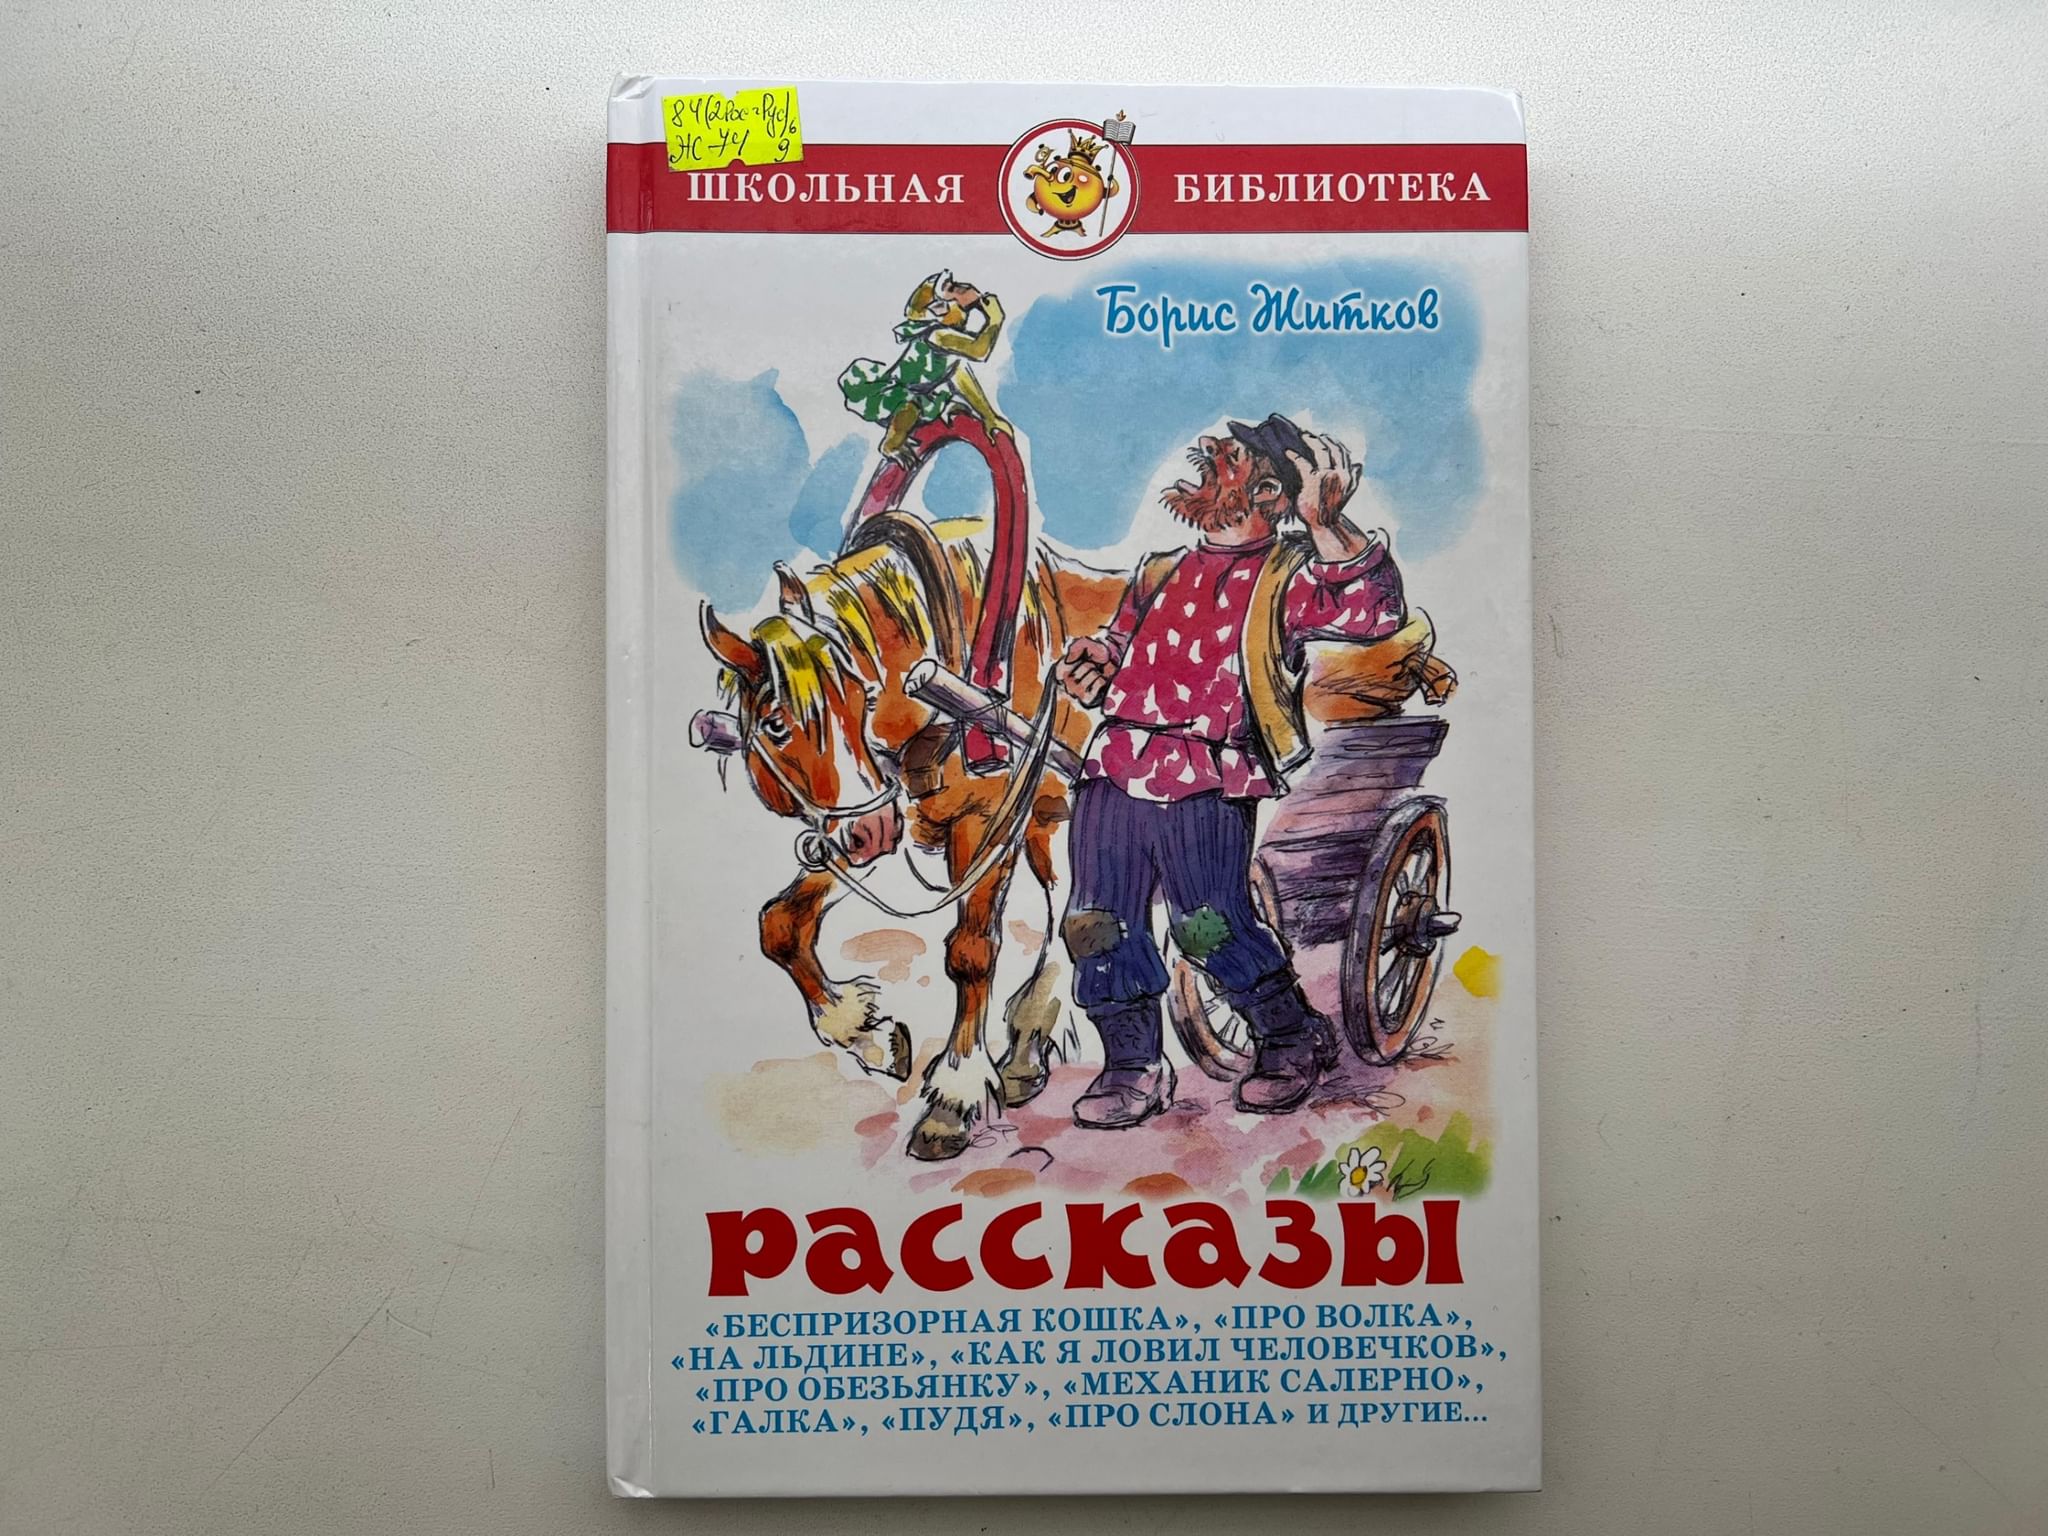 84(2Рос=Рус)6
Ж-74 9
ШКОЛЬНАЯ БИБЛИОТЕКА
Борис Житков
Рассказы
«БЕСПРИЗОРНАЯ КОШКА», «ПРО ВОЛКА»,
«НА ЛЬДИНЕ», «КАК Я ЛОВИЛ ЧЕЛОВЕЧКОВ»,
«ПРО ОБЕЗЬЯНКУ», «МЕХАНИК САЛЕРНО»,
«ГАЛКА», «ПУДЯ», «ПРО СЛОНА» И ДРУГИЕ...